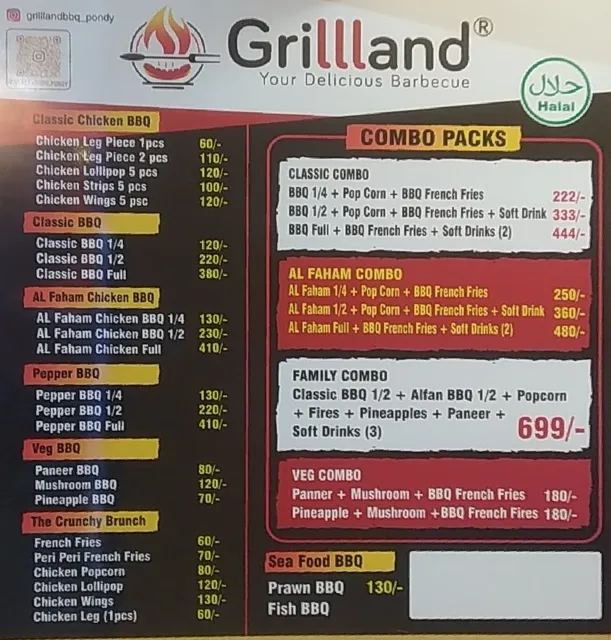 grilllandbbq_pondy
Grillland®
Your Delicious Barbecue
حلال
Halal
Classic Chicken BBQ
Chicken Leg Piece 1pcs 60/-
Chicken Leg Piece 2 pcs 110/-
Chicken Lollipop 5 pcs 120/-
Chicken Strips 5 pcs 100/-
Chicken Wings 5 psc 120/-
Classic BBQ
Classic BBQ 1/4 120/-
Classic BBQ 1/2 220/-
Classic BBQ Full 380/-
AL Faham Chicken BBQ
AL Faham Chicken BBQ 1/4 130/-
AL Faham Chicken BBQ 1/2 230/-
AL Faham Chicken Full 410/-
Pepper BBQ
Pepper BBQ 1/4 130/-
Pepper BBQ 1/2 220/-
Pepper BBQ Full 410/-
Veg BBQ
Paneer BBQ 80/-
Mushroom BBQ 120/-
Pineapple BBQ 70/-
The Crunchy Brunch
French Fries 60/-
Peri Peri French Fries 70/-
Chicken Popcorn 80/-
Chicken Lollipop 120/-
Chicken Wings 130/-
Chicken Leg (1pcs) 60/-
COMBO PACKS
CLASSIC COMBO
BBQ 1/4 + Pop Corn + BBQ French Fries 222/-
BBQ 1/2 + Pop Corn + BBQ French Fries + Soft Drink 333/-
BBQ Full + BBQ French Fries + Soft Drinks (2) 444/-
AL FAHAM COMBO
AL Faham 1/4 + Pop Corn + BBQ French Fries 250/-
AL Faham 1/2 + Pop Corn + BBQ French Fries + Soft Drink 360/-
AL Faham Full + BBQ French Fries + Soft Drinks (2) 480/-
FAMILY COMBO
Classic BBQ 1/2 + Alfan BBQ 1/2 + Popcorn
+ Fires + Pineapples + Paneer +
Soft Drinks (3) 699/-
VEG COMBO
Panner + Mushroom + BBQ French Fries 180/-
Pineapple + Mushroom +BBQ French Fires 180/-
Sea Food BBQ
Prawn BBQ 130/-
Fish BBQ